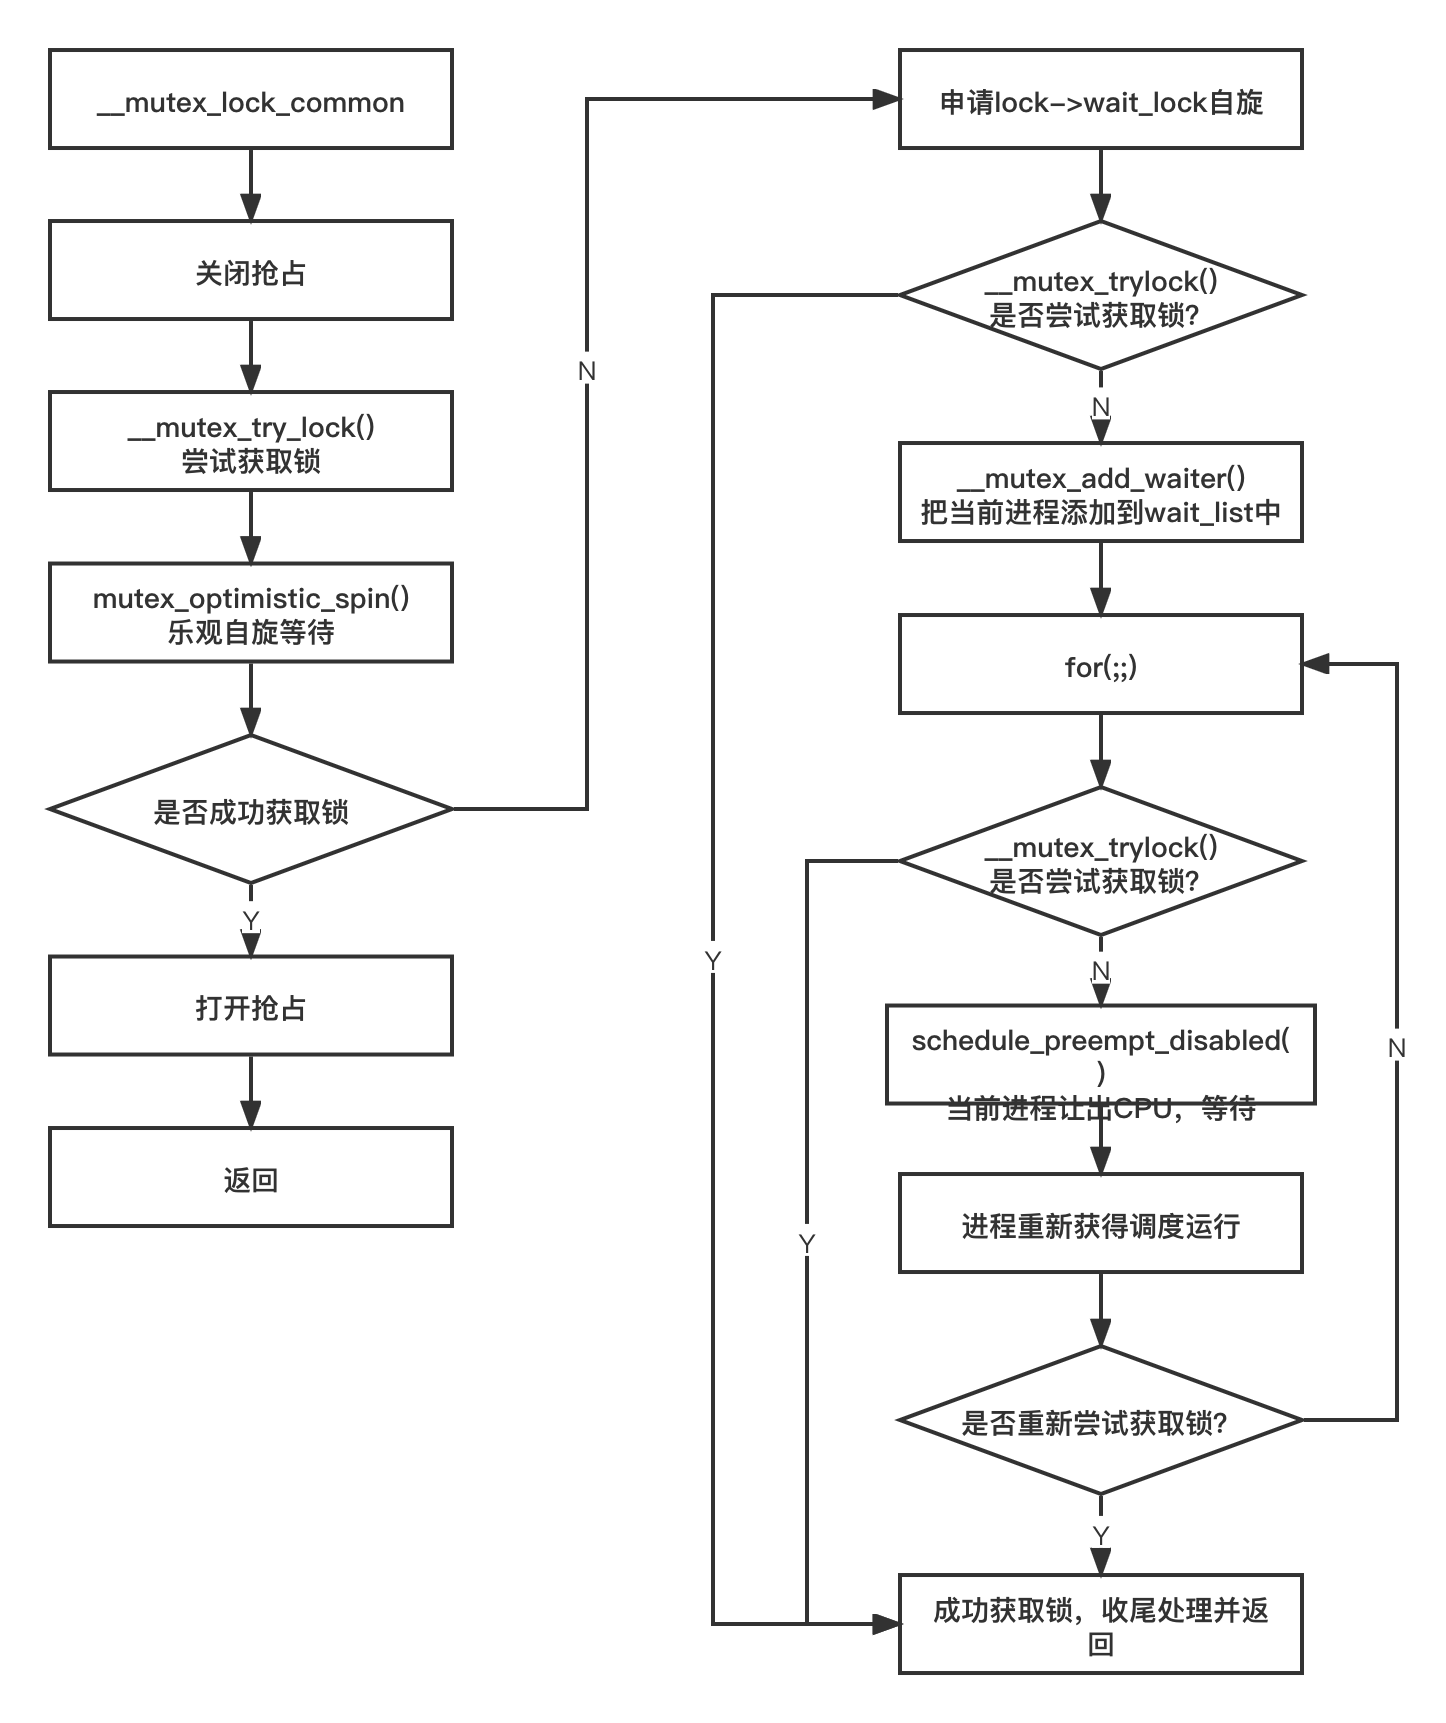 __mutex_lock_common
关闭抢占
__mutex_try_lock()
尝试获取锁
mutex_optimistic_spin()
乐观自旋等待
是否成功获取锁
Y
打开抢占
返回
N
申请lock->wait_lock自旋
__mutex_trylock()
是否尝试获取锁?
N
__mutex_add_waiter()
把当前进程添加到wait_list中
for(;;)
__mutex_trylock()
是否尝试获取锁?
Y
N
schedule_preempt_disabled(
)
当前进程让出CPU，等待
N
进程重新获得调度运行
Y
是否重新尝试获取锁?
Y
成功获取锁，收尾处理并返
回